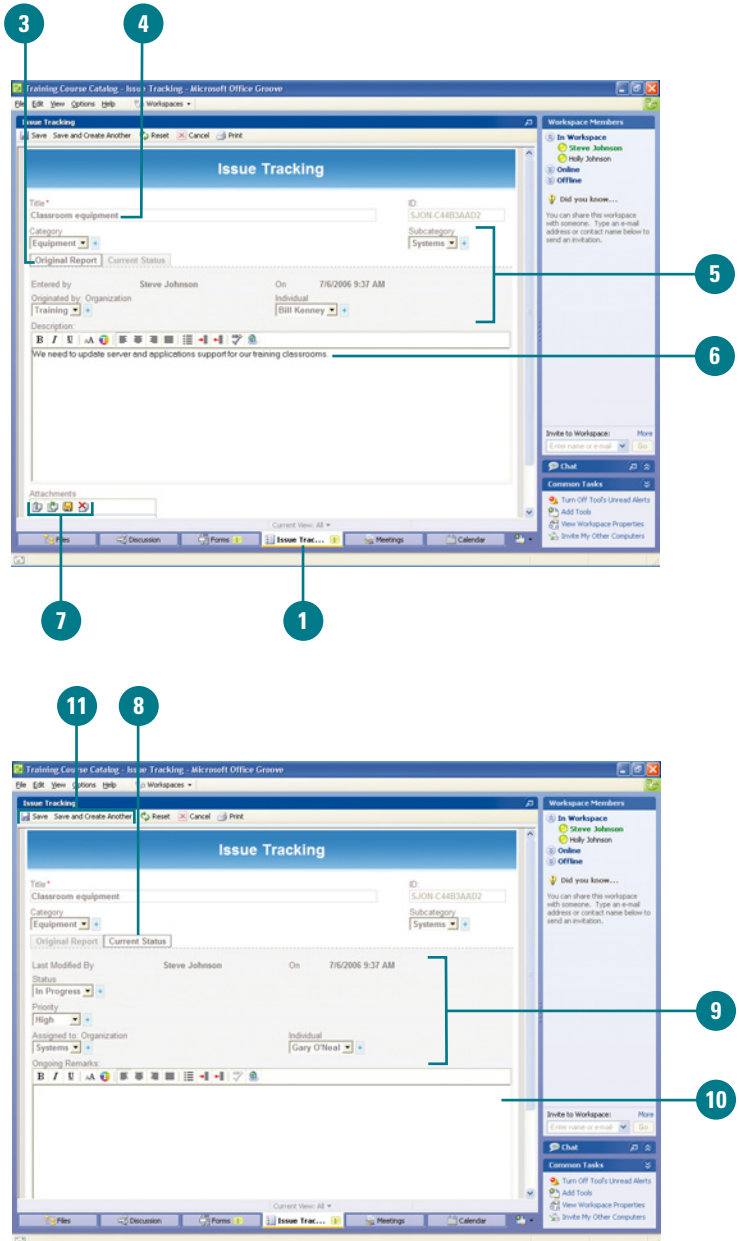 3 4
Training Course Catalog - Issue Tracking - Microsoft Office Groove
File Edit View Options Help Workspaces
Issue Tracking
Save Save and Create Another Reset Cancel Print
Issue Tracking
Title*
ID:
Classroom equipment
SJON-C44B3AAD2
Category
Subcategory
Equipment
Systems
Original Report Current Status
Entered by Steve Johnson On 7/6/2006 9:37 AM
Originated by: Organization
Individual
Training
Bill Kenney
Description:
B I U AA
We need to update server and applications support for our training classrooms.
Attachments
Current View: All
Files Discussion Forms Issue Trac... Meetings Calendar
Workspace Members
In Workspace
Steve Johnson
Holly Johnson
Online
Offline
Did you know...
You can share this workspace
with someone. Type an e-mail
address or contact name below to
send an invitation.
Invite to Workspace: More
Enter name or e-mail Go
Chat
Common Tasks
Turn Off Tool's Unread Alerts
Add Tools
View Workspace Properties
Invite My Other Computers
5
6
7 1
11 8
Training Course Catalog - Issue Tracking - Microsoft Office Groove
File Edit View Options Help Workspaces
Issue Tracking
Save Save and Create Another Reset Cancel Print
Issue Tracking
Title*
ID:
Classroom equipment
SJON-C44B3AAD2
Category
Subcategory
Equipment
Systems
Original Report Current Status
Last Modified By Steve Johnson On 7/6/2006 9:37 AM
Status
In Progress
Priority
High
Assigned to: Organization
Individual
Systems
Gary O'Neal
Ongoing Remarks:
B I U AA
Current View: All
Files Discussion Forms Issue Trac... Meetings Calendar
Workspace Members
In Workspace
Steve Johnson
Holly Johnson
Online
Offline
Did you know...
You can share this workspace
with someone. Type an e-mail
address or contact name below to
send an invitation.
Invite to Workspace: More
Enter name or e-mail Go
Chat
Common Tasks
Turn Off Tool's Unread Alerts
Add Tools
View Workspace Properties
Invite My Other Computers
9
10